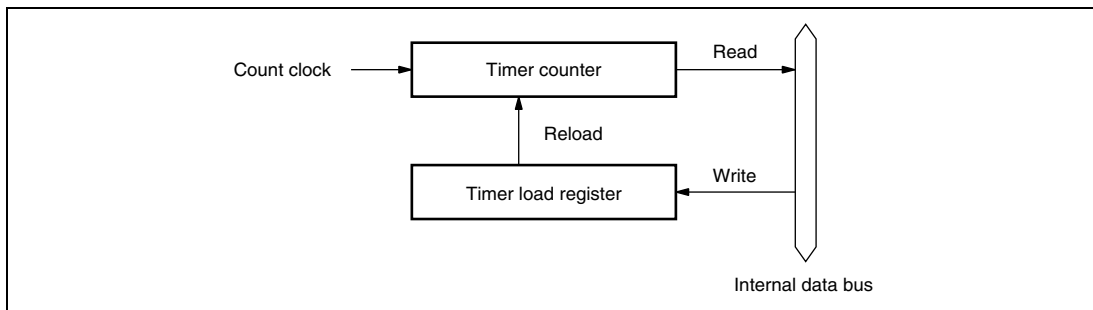 Read
Count clock
Timer counter
Reload
Write
Timer load register
Internal data bus